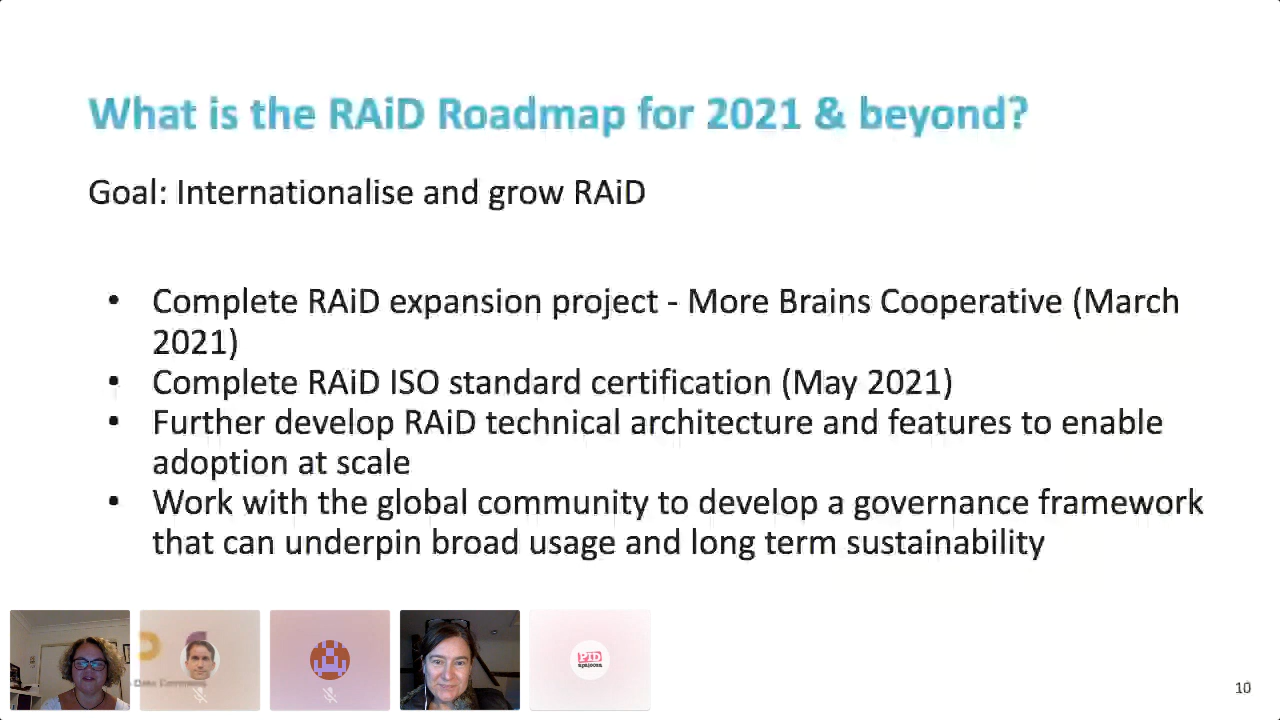 What is the RAiD Roadmap for 2021 & beyond?
Goal: Internationalise and grow RAiD
• Complete RAiD expansion project - More Brains Cooperative (March
2021)
• Complete RAiD ISO standard certification (May 2021)
• Further develop RAiD technical architecture and features to enable
adoption at scale
• Work with the global community to develop a governance framework
that can underpin broad usage and long term sustainability
PID
apalooza
10